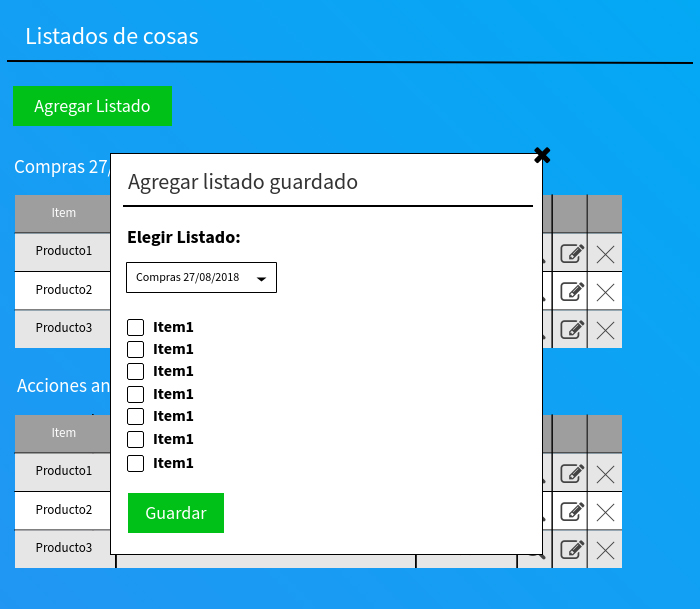 Listados de cosas
Agregar Listado
Compras 27/
Item
Producto1
Producto2
Producto3
Acciones an
Item
Producto1
Producto2
Producto3
Agregar listado guardado
Elegir Listado:
Compras 27/08/2018
Item1
Item1
Item1
Item1
Item1
Item1
Item1
Guardar